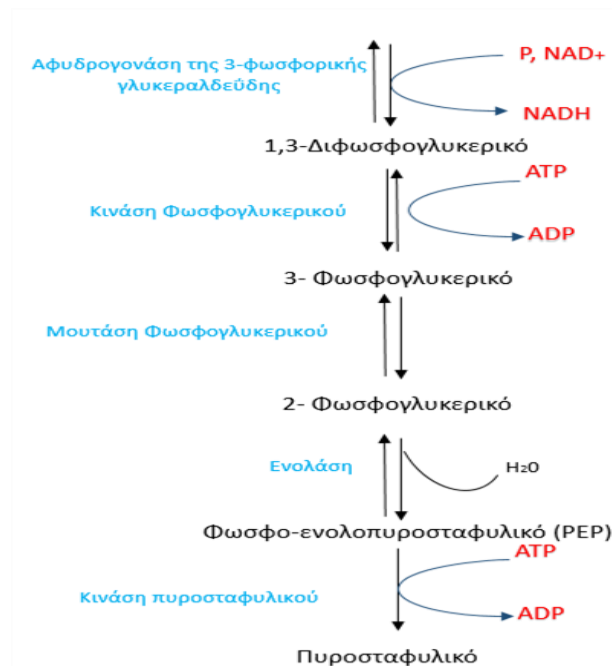 Αφυδρογονάση της 3-φωσφορικής
γλυκεραλδεΰδης
P, NAD+
NADH
1,3-Διφωσφογλυκερικό
ATP
Κινάση Φωσφογλυκερικού
ADP
3- Φωσφογλυκερικό
Μουτάση Φωσφογλυκερικού
2- Φωσφογλυκερικό
Ενολάση
H₂0
Φωσφο-ενολοπυροσταφυλικό (PEP)
ATP
Κινάση πυροσταφυλικού
ADP
Πυροσταφυλικό